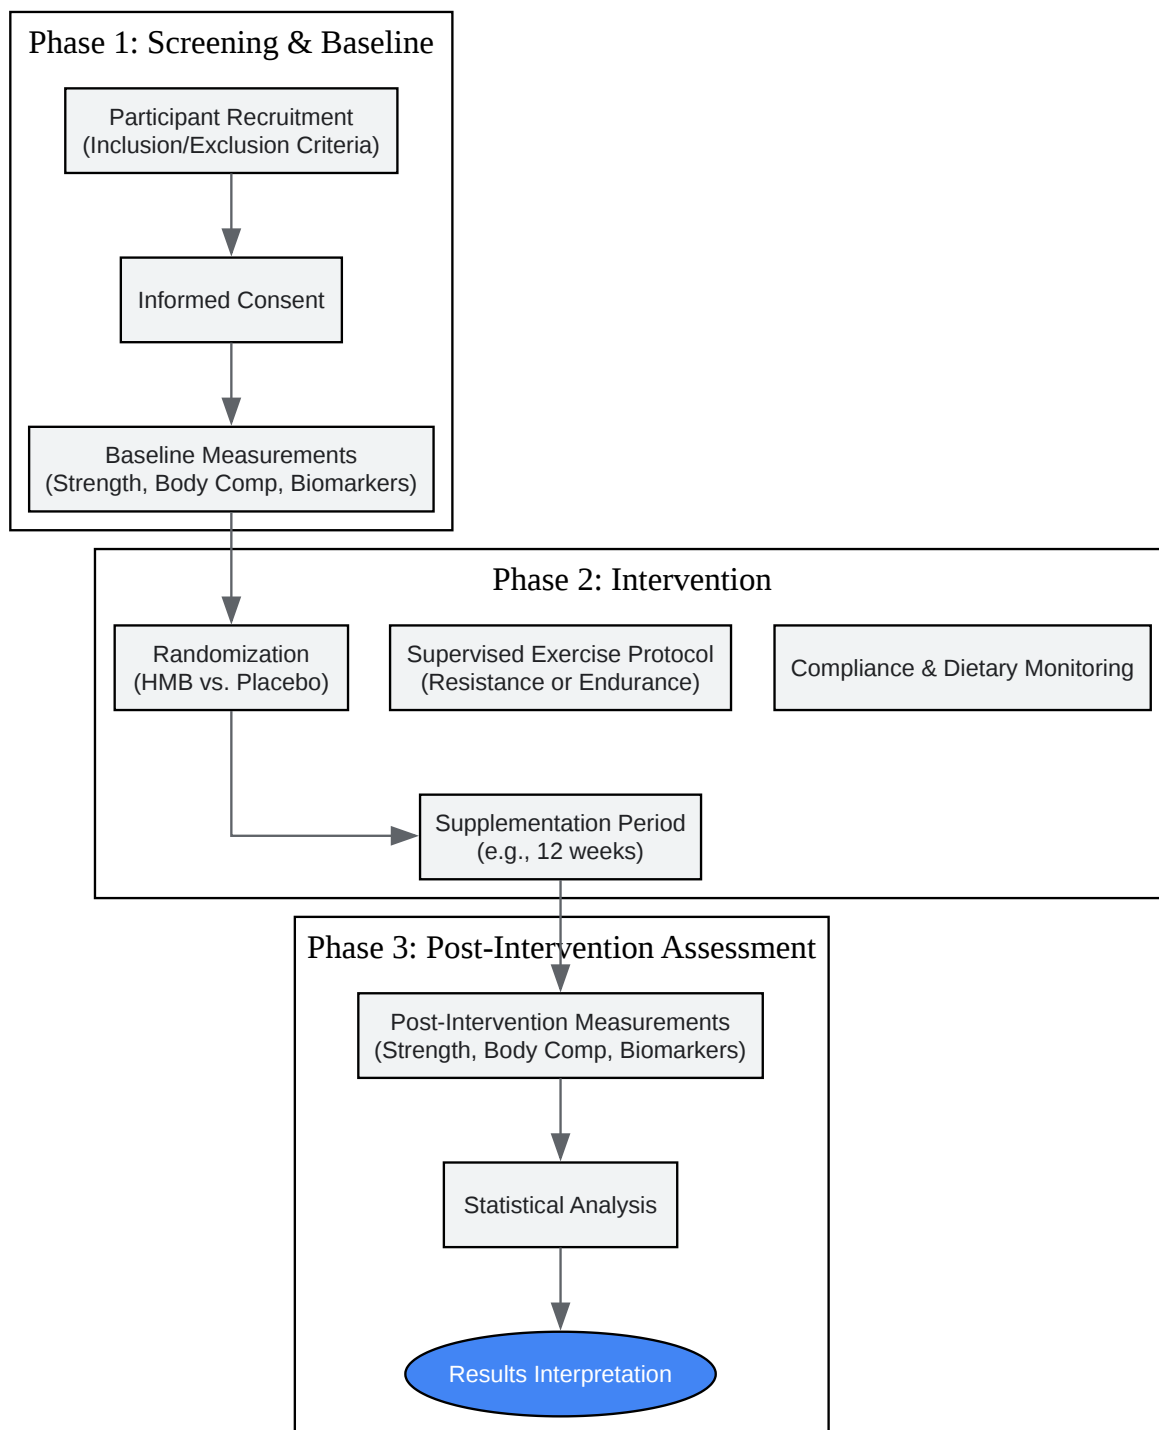 Phase 1: Screening & Baseline
Participant Recruitment
(Inclusion/Exclusion Criteria)
Informed Consent
Baseline Measurements
(Strength, Body Comp, Biomarkers)
Phase 2: Intervention
Randomization
(HMB vs. Placebo)
Supervised Exercise Protocol
(Resistance or Endurance)
Compliance & Dietary Monitoring
Supplementation Period
(e.g., 12 weeks)
Phase 3: Post-Intervention Assessment
Post-Intervention Measurements
(Strength, Body Comp, Biomarkers)
Statistical Analysis
Results Interpretation